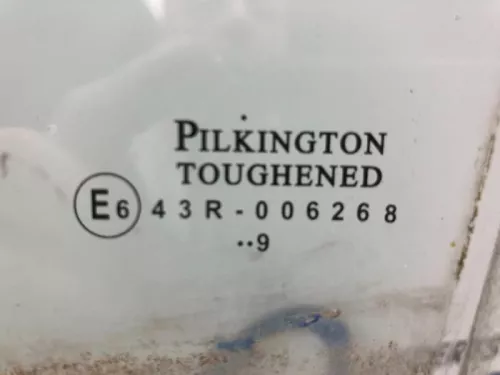 PILKINGTON
TOUGHENED
E6 43R-006268
••9